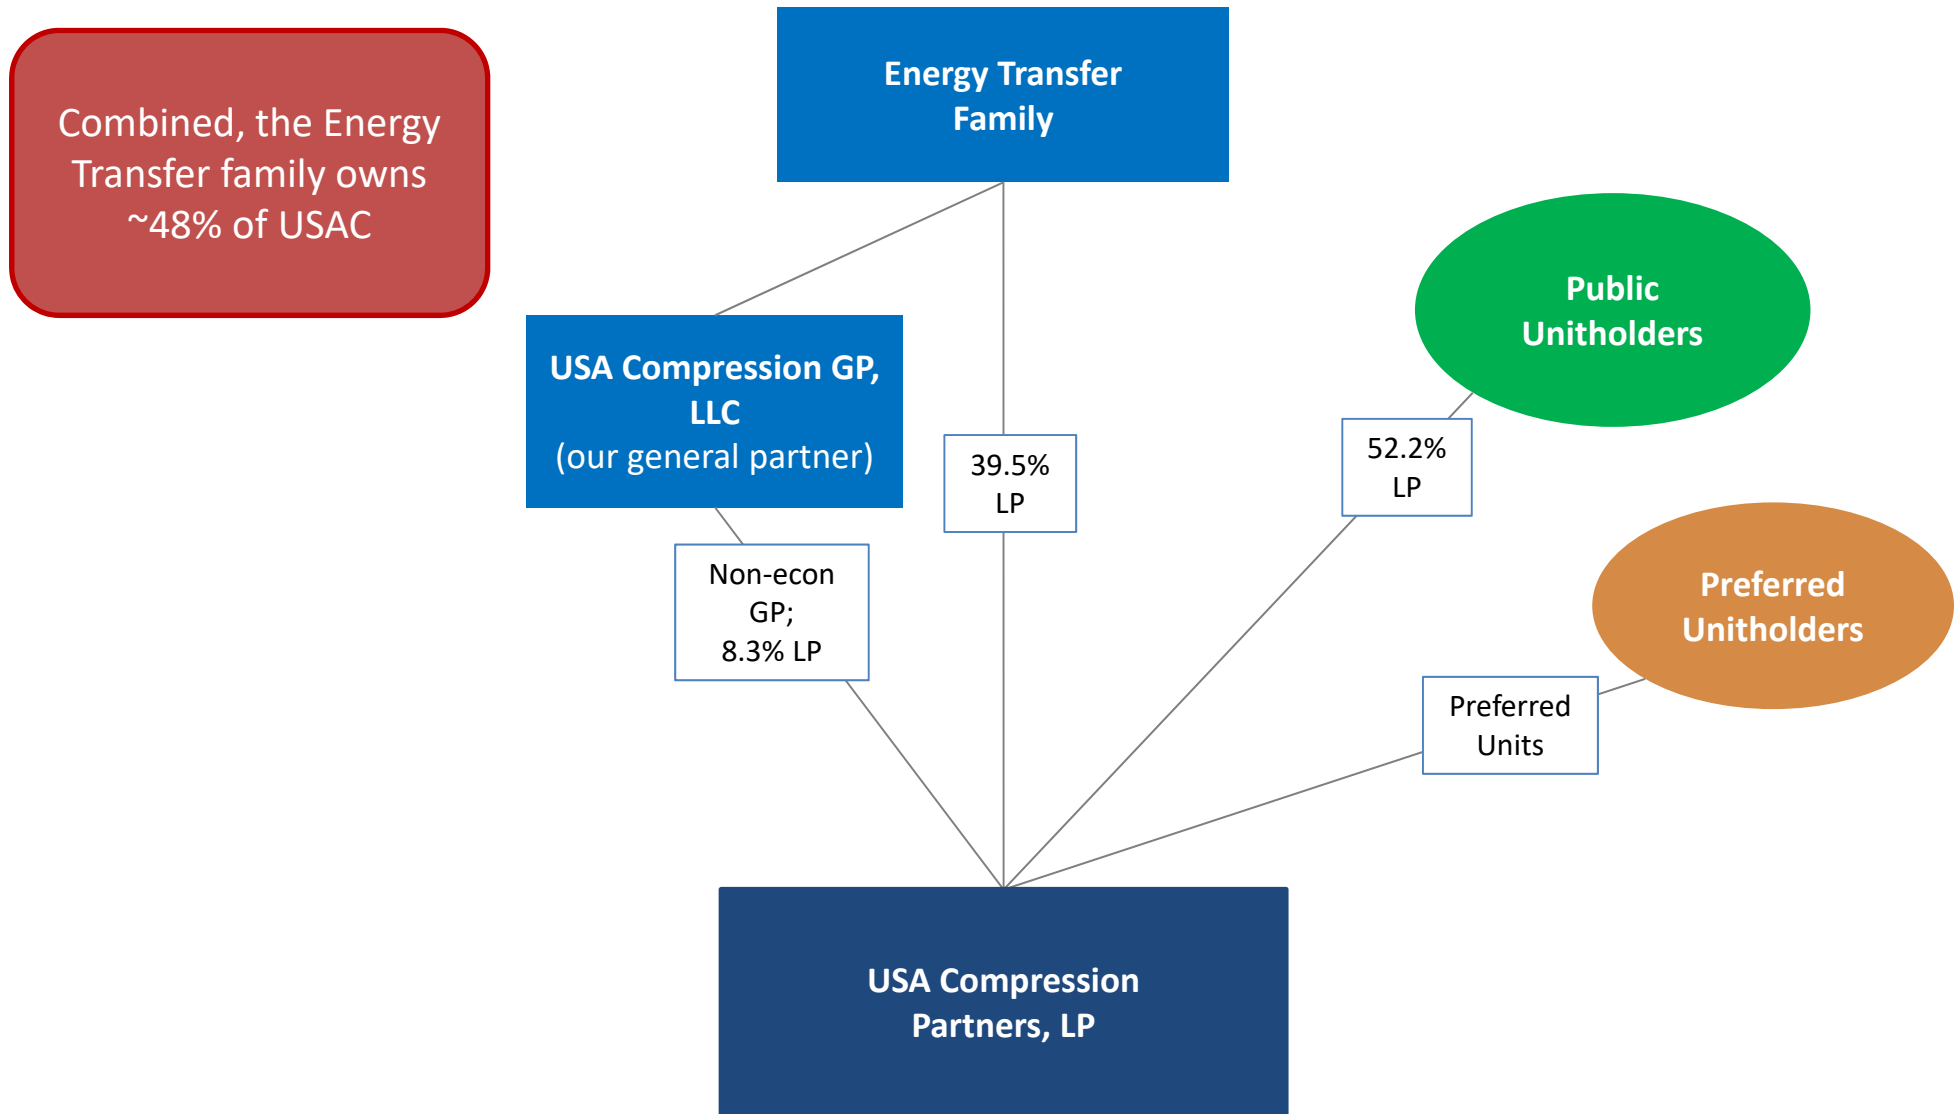 Combined, the Energy
Transfer family owns
~48% of USAC
Energy Transfer
Family
USA Compression GP,
LLC
(our general partner)
Public
Unitholders
39.5%
LP
52.2%
LP
Non-econ
GP;
8.3% LP
Preferred
Unitholders
Preferred
Units
USA Compression
Partners, LP